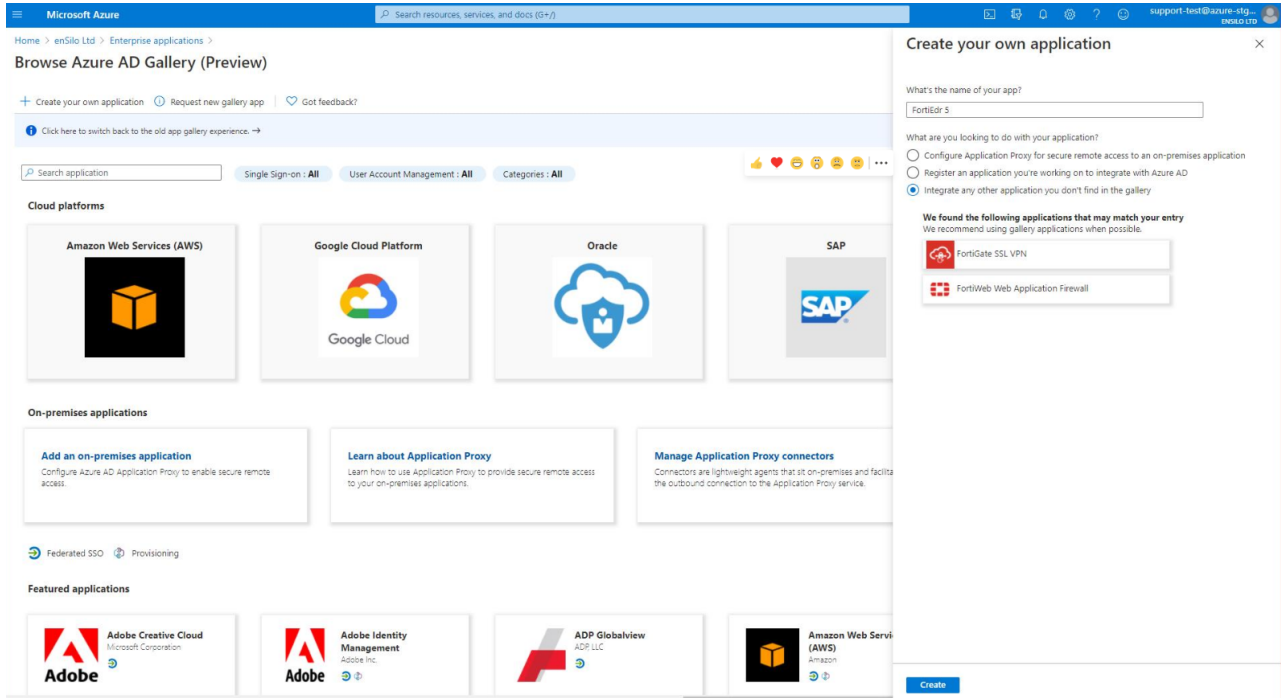 Microsoft Azure
Search resources, services, and docs (G+/)
support-test@azure-stg...
ENSILO LTD
Home > enSilo Ltd > Enterprise applications >
Browse Azure AD Gallery (Preview)
Create your own application
Request new gallery app
Got feedback?
Click here to switch back to the old app gallery experience. →
Search application
Single Sign-on : All
User Account Management : All
Categories : All
Cloud platforms
Amazon Web Services (AWS)
Google Cloud Platform
Google Cloud
Oracle
SAP
SAP
On-premises applications
Add an on-premises application
Configure Azure AD Application Proxy to enable secure remote
access.
Learn about Application Proxy
Learn how to use Application Proxy to provide secure remote access
to your on-premises applications.
Manage Application Proxy connectors
Connectors are lightweight agents that sit on-premises and facilita
the outbound connection to the Application Proxy service.
Federated SSO
Provisioning
Featured applications
Adobe
Adobe Creative Cloud
Microsoft Corporation
Adobe
Adobe Identity
Management
Adobe Inc.
ADP Globalview
ADP, LLC
Amazon Web Servi
(AWS)
Amazon
Create your own application
What's the name of your app?
FortiEdr 5
What are you looking to do with your application?
Configure Application Proxy for secure remote access to an on-premises application
Register an application you're working on to integrate with Azure AD
Integrate any other application you don't find in the gallery
We found the following applications that may match your entry
We recommend using gallery applications when possible.
FortiGate SSL VPN
FortiWeb Web Application Firewall
Create